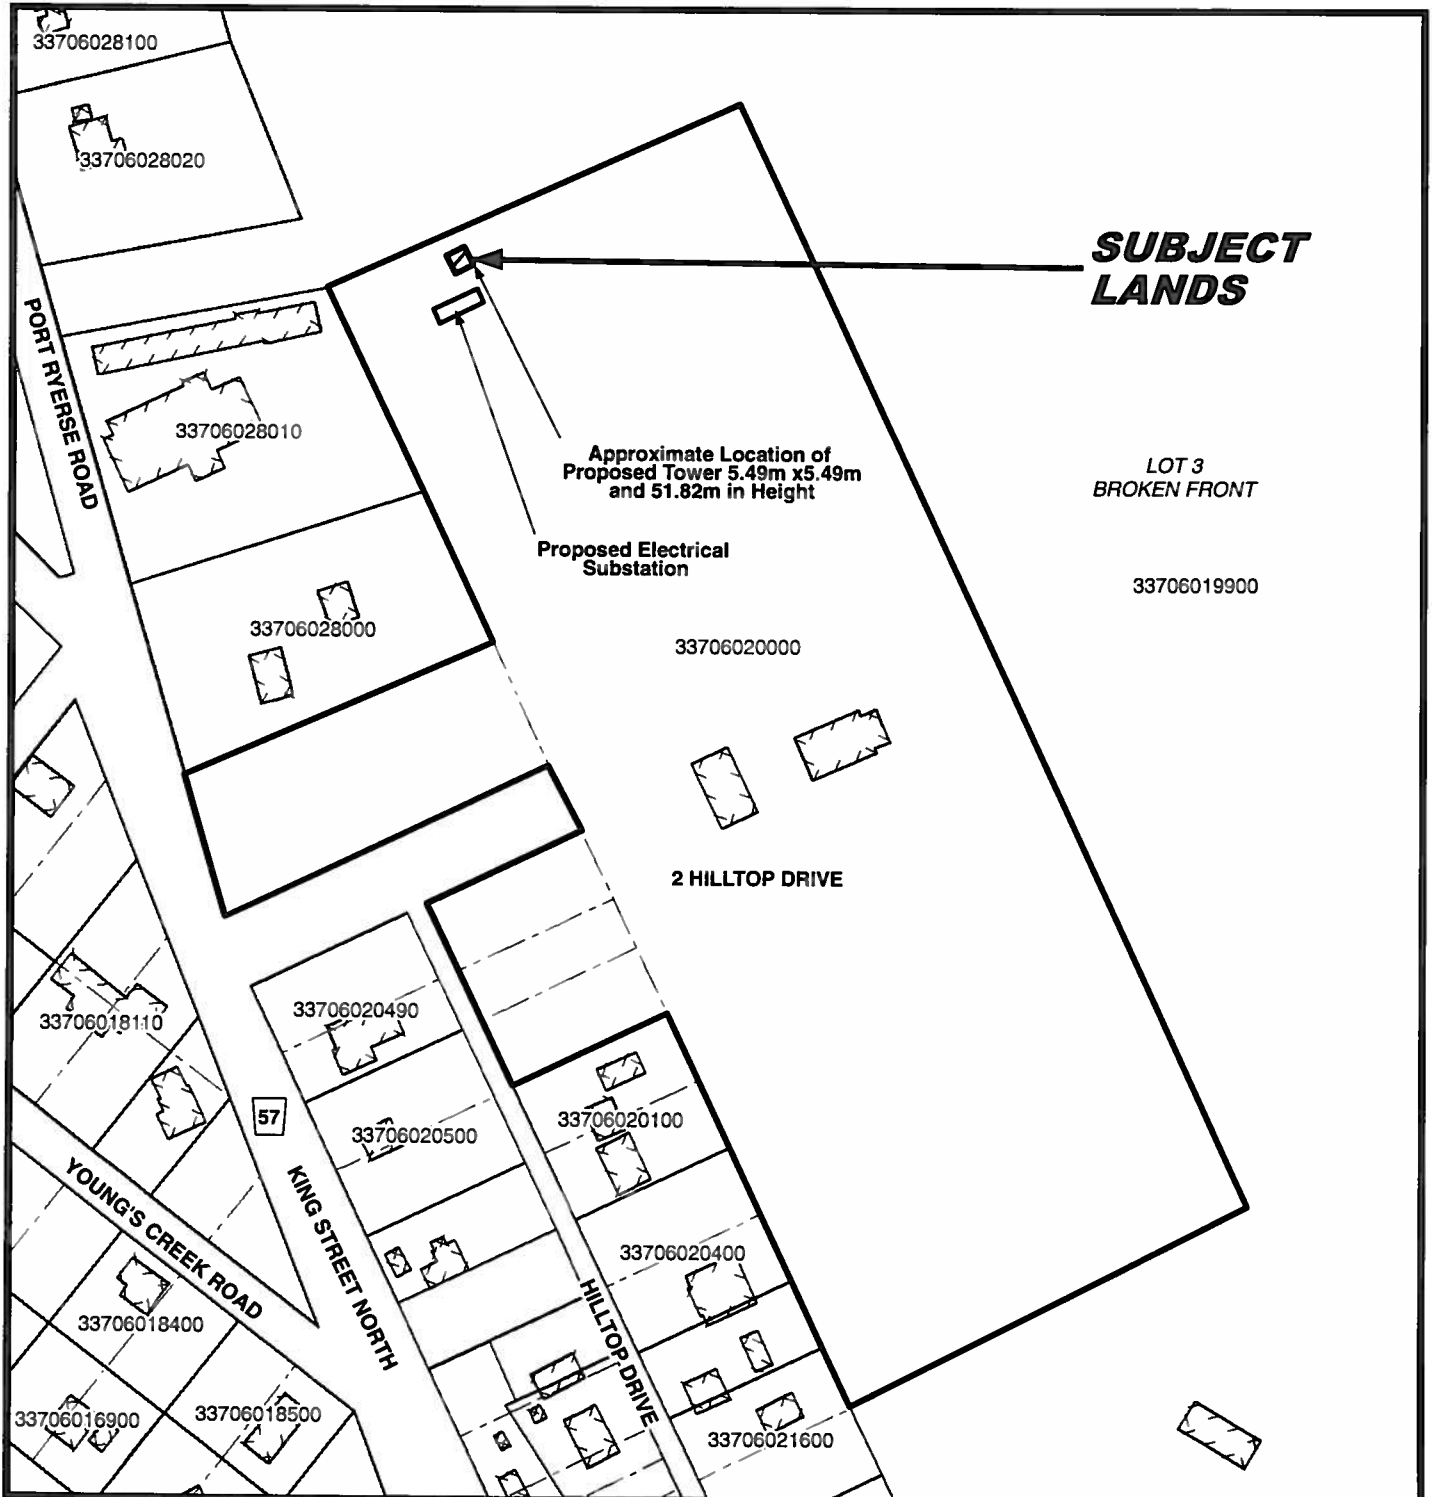 33706028100
33706028020
SUBJECT
LANDS
PORT RYERSE ROAD
33706028010
Approximate Location of
Proposed Tower 5.49m x5.49m
and 51.82m in Height
LOT 3
BROKEN FRONT
Proposed Electrical
Substation
33706019900
33706028000
33706020000
2 HILLTOP DRIVE
33706020490
33706018110
57
33706020500
33706020100
YOUNG'S CREEK ROAD
KING STREET NORTH
33706020400
HILLTOP DRIVE
33706018400
33706016900
33706018500
33706021600